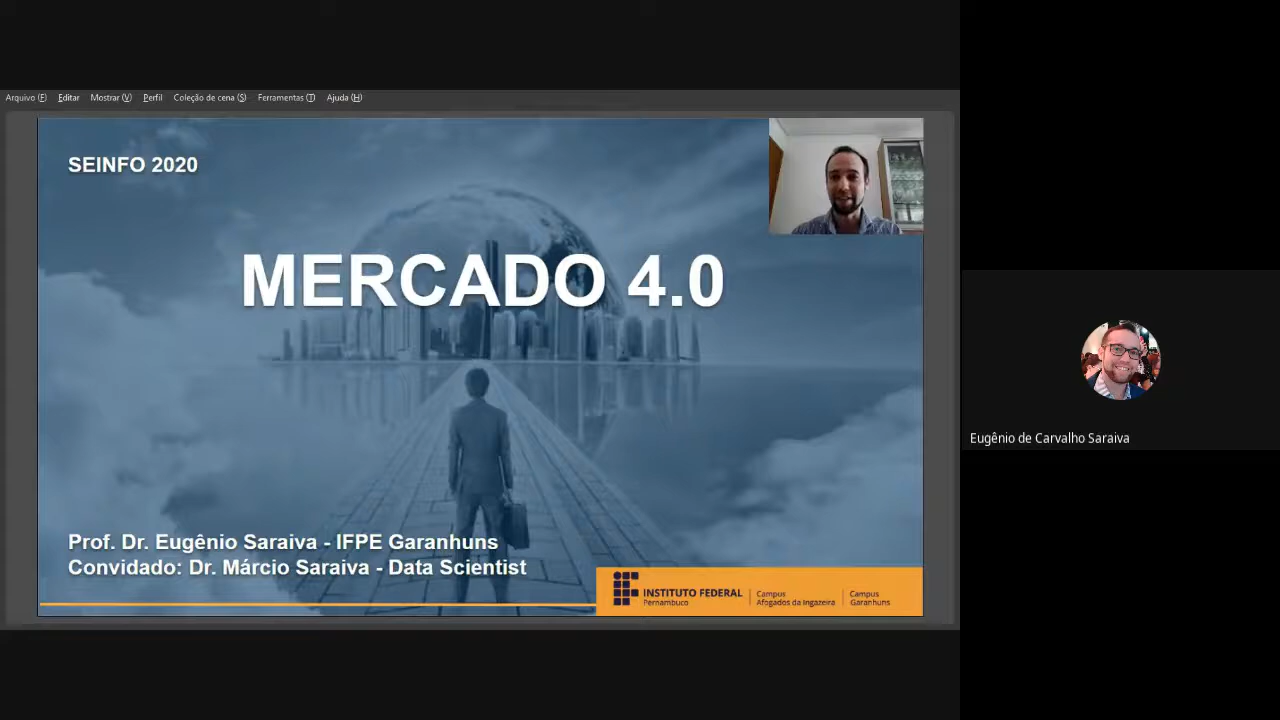 Arquivo (F) Editar Mostrar (V) Perfil Coleção de cena (S) Ferramentas (T) Ajuda (H)
SEINFO 2020
MERCADO 4.0
Prof. Dr. Eugênio Saraiva - IFPE Garanhuns
Convidado: Dr. Márcio Saraiva - Data Scientist
INSTITUTO FEDERAL
Pernambuco
Campus
Afogados da Ingazeira
Campus
Garanhuns
Eugênio de Carvalho Saraiva